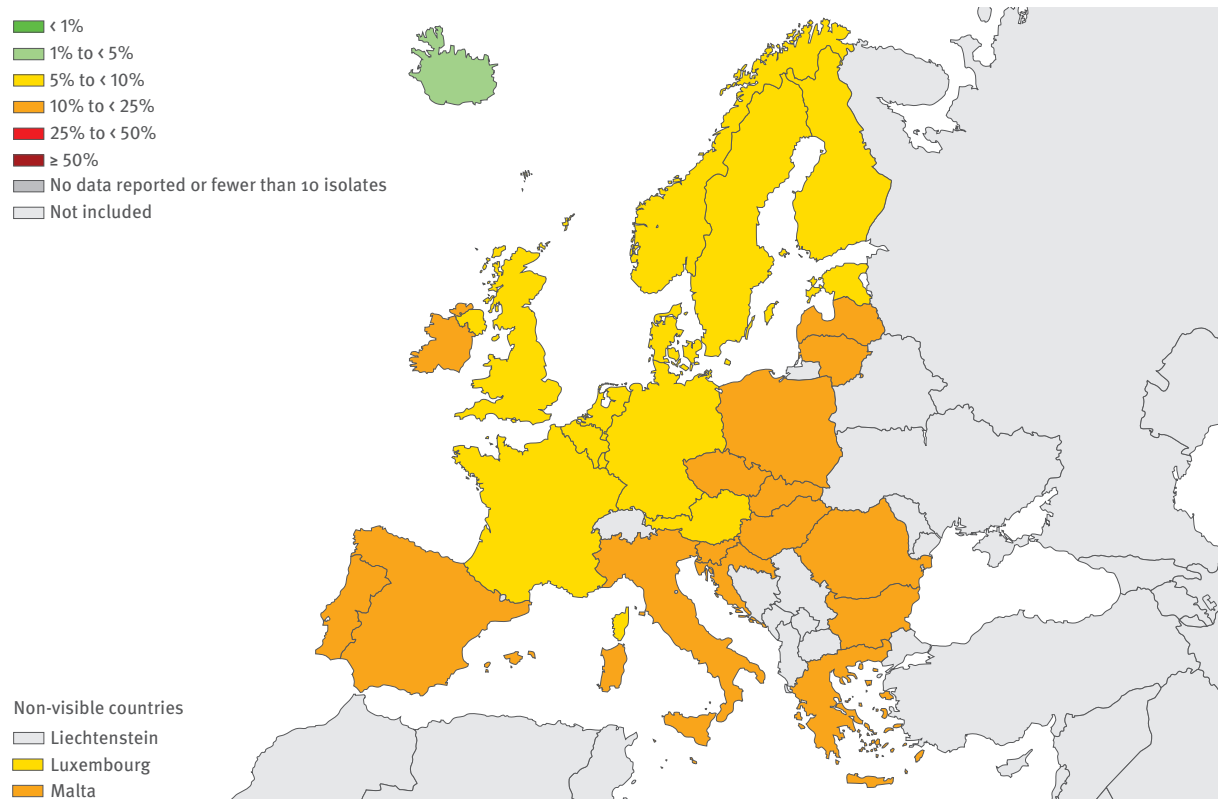 < 1%
1% to < 5%
5% to < 10%
10% to < 25%
25% to < 50%
≥ 50%
No data reported or fewer than 10 isolates
Not included
Non-visible countries
Liechtenstein
Luxembourg
Malta